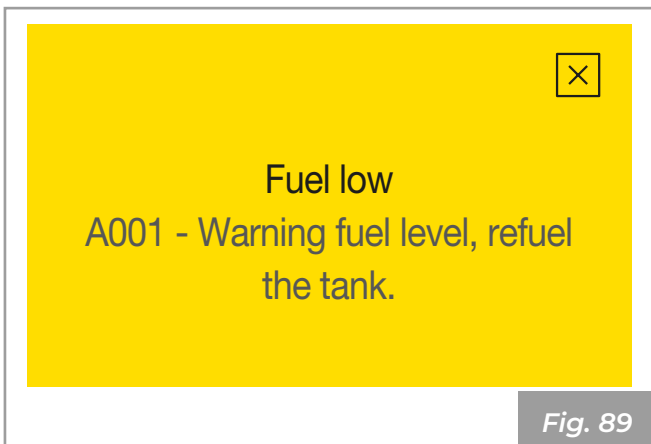 Fuel low
A001 - Warning fuel level, refuel
the tank.
Fig. 89